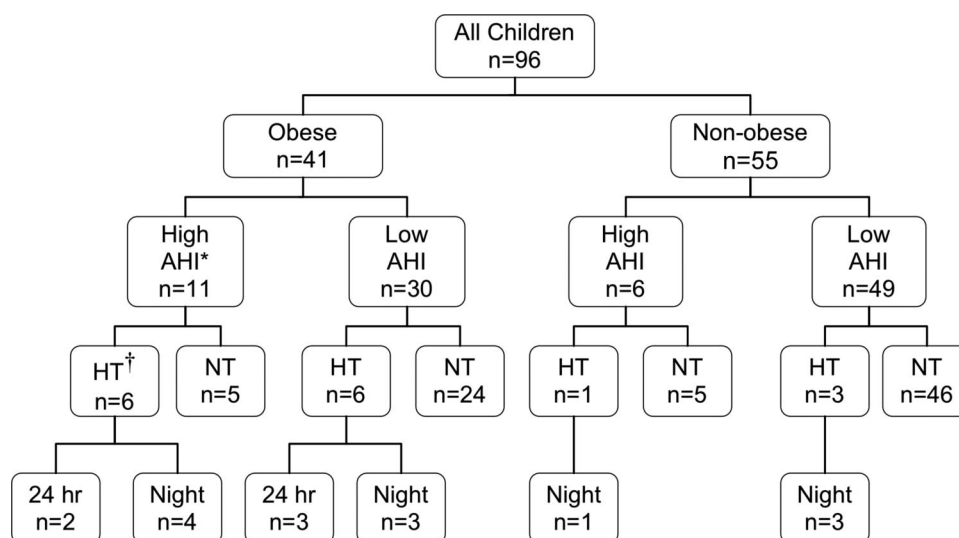 All Children
n=96
Obese
n=41
Non-obese
n=55
High
AHI*
n=11
Low
AHI
n=30
High
AHI
n=6
Low
AHI
n=49
HT†
n=6
NT
n=5
HT
n=6
NT
n=24
HT
n=1
NT
n=5
HT
n=3
NT
n=46
24 hr
n=2
Night
n=4
24 hr
n=3
Night
n=3
Night
n=1
Night
n=3